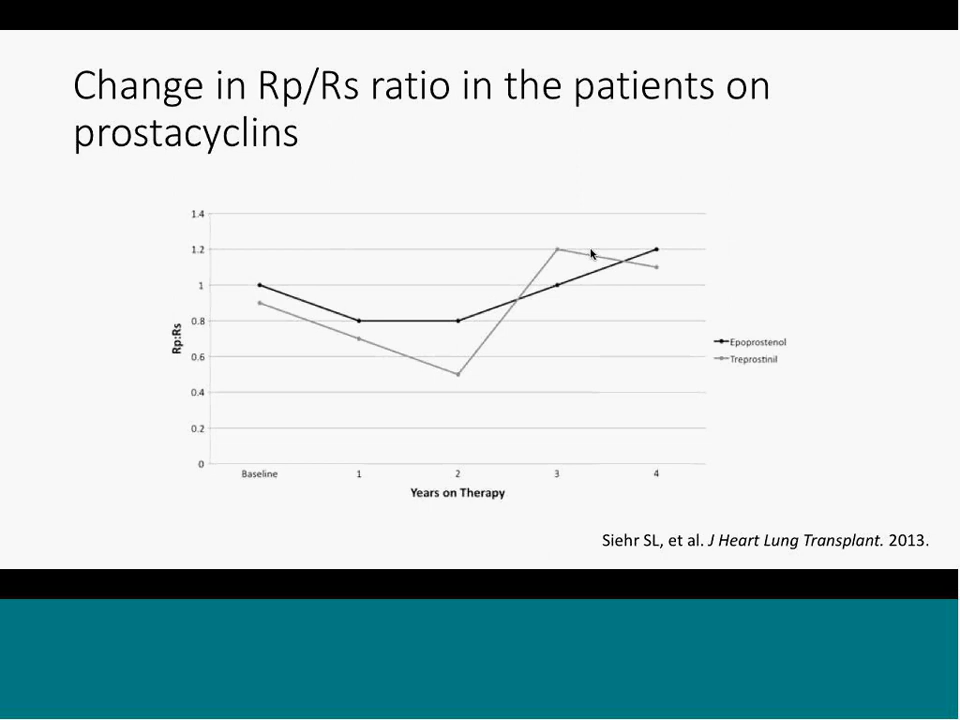 Change in Rp/Rs ratio in the patients on
prostacyclins
1.4
1.2
1
0.8
0.6
0.4
0.2
0
Rp:Rs
Epoprostenol
Treprostinil
Baseline 1 2 3 4
Years on Therapy
Siehr SL, et al. J Heart Lung Transplant. 2013.